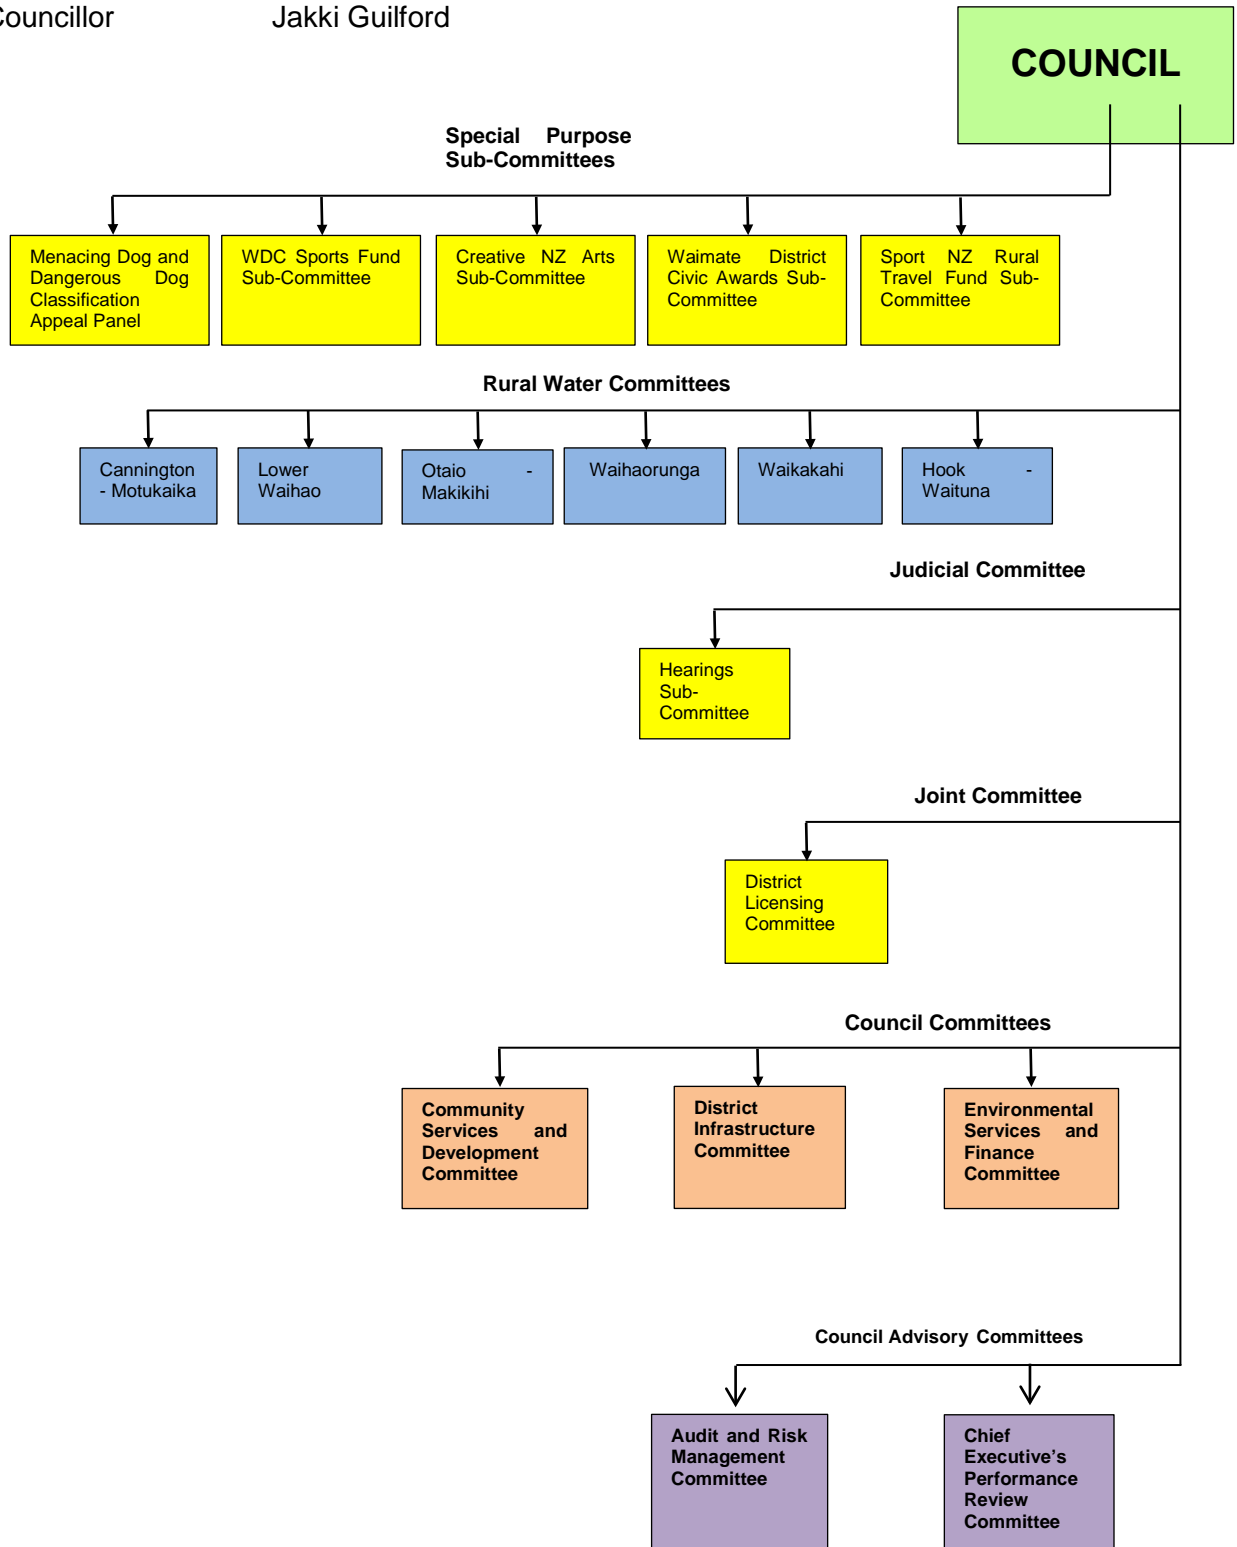 Councillor Jakki Guilford
COUNCIL
Special Purpose
Sub-Committees
Menacing Dog and
Dangerous Dog
Classification
Appeal Panel
WDC Sports Fund
Sub-Committee
Creative NZ Arts
Sub-Committee
Waimate District
Civic Awards Sub-
Committee
Sport NZ Rural
Travel Fund Sub-
Committee
Rural Water Committees
Cannington
- Motukaika
Lower
Waihao
Otaio -
Makikihi
Waihaorunga
Waikakahi
Hook -
Waituna
Judicial Committee
Hearings
Sub-
Committee
Joint Committee
District
Licensing
Committee
Council Committees
Community
Services and
Development
Committee
District
Infrastructure
Committee
Environmental
Services and
Finance
Committee
Council Advisory Committees
Audit and Risk
Management
Committee
Chief
Executive's
Performance
Review
Committee